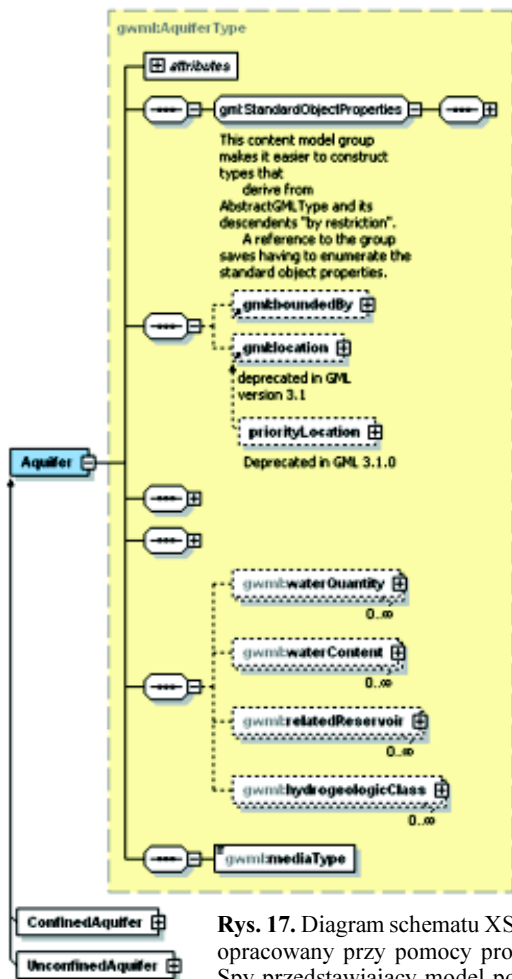 gwml:AquiferType
attributes
gml:StandardObjectProperties
This content model group
makes it easier to construct
types that
derive from
AbstractGMLType and its
descendents "by restriction".
A reference to the group
saves having to enumerate the
standard object properties.
gml:boundedBy
gml:location
deprecated in GML
version 3.1
priorityLocation
Deprecated in GML 3.1.0
Aquifer
gwml:waterQuantity
0..∞
gwml:waterContent
0..∞
gwml:relatedReservoir
0..∞
gwml:hydrogeologicClass
0..∞
gwml:mediaType
ConfinedAquifer
UnconfinedAquifer
Rys. 17. Diagram schematu XS
opracowany przy pomocy pro
Spy przedstawiający model po